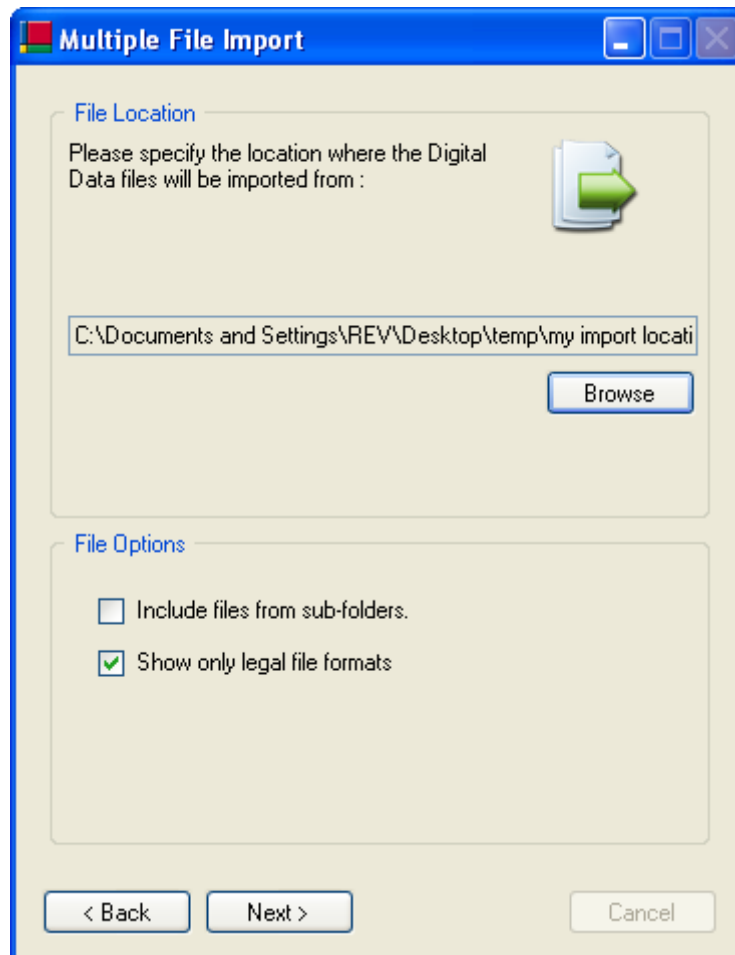 Multiple File Import
File Location
Please specify the location where the Digital
Data files will be imported from :
C:\Documents and Settings\REV\Desktop\temp\my import locati
Browse
File Options
Include files from sub-folders.
Show only legal file formats
< Back
Next >
Cancel